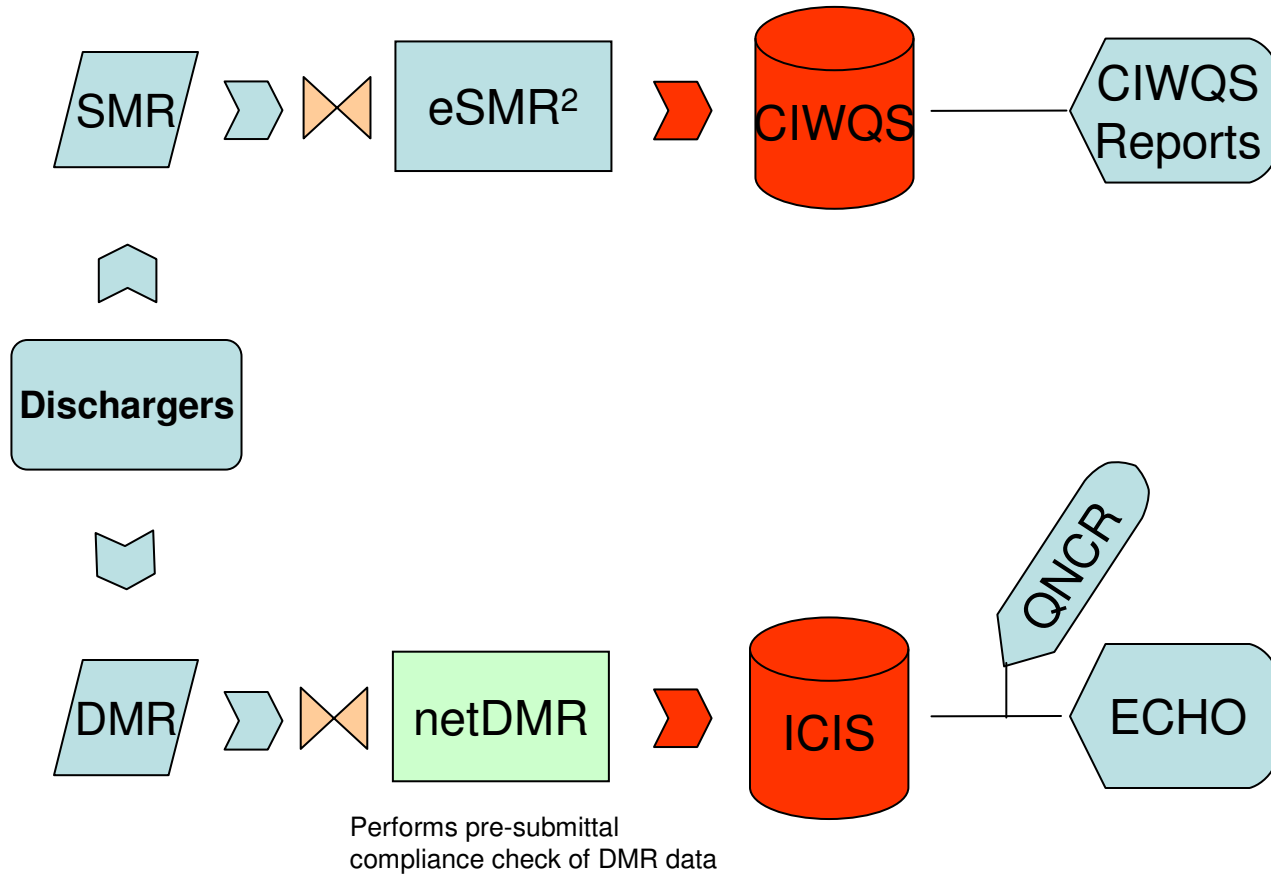 SMR
eSMR²
CIWQS
CIWQS
Reports
Dischargers
QNCR
DMR
netDMR
ICIS
ECHO
Performs pre-submittal
compliance check of DMR data